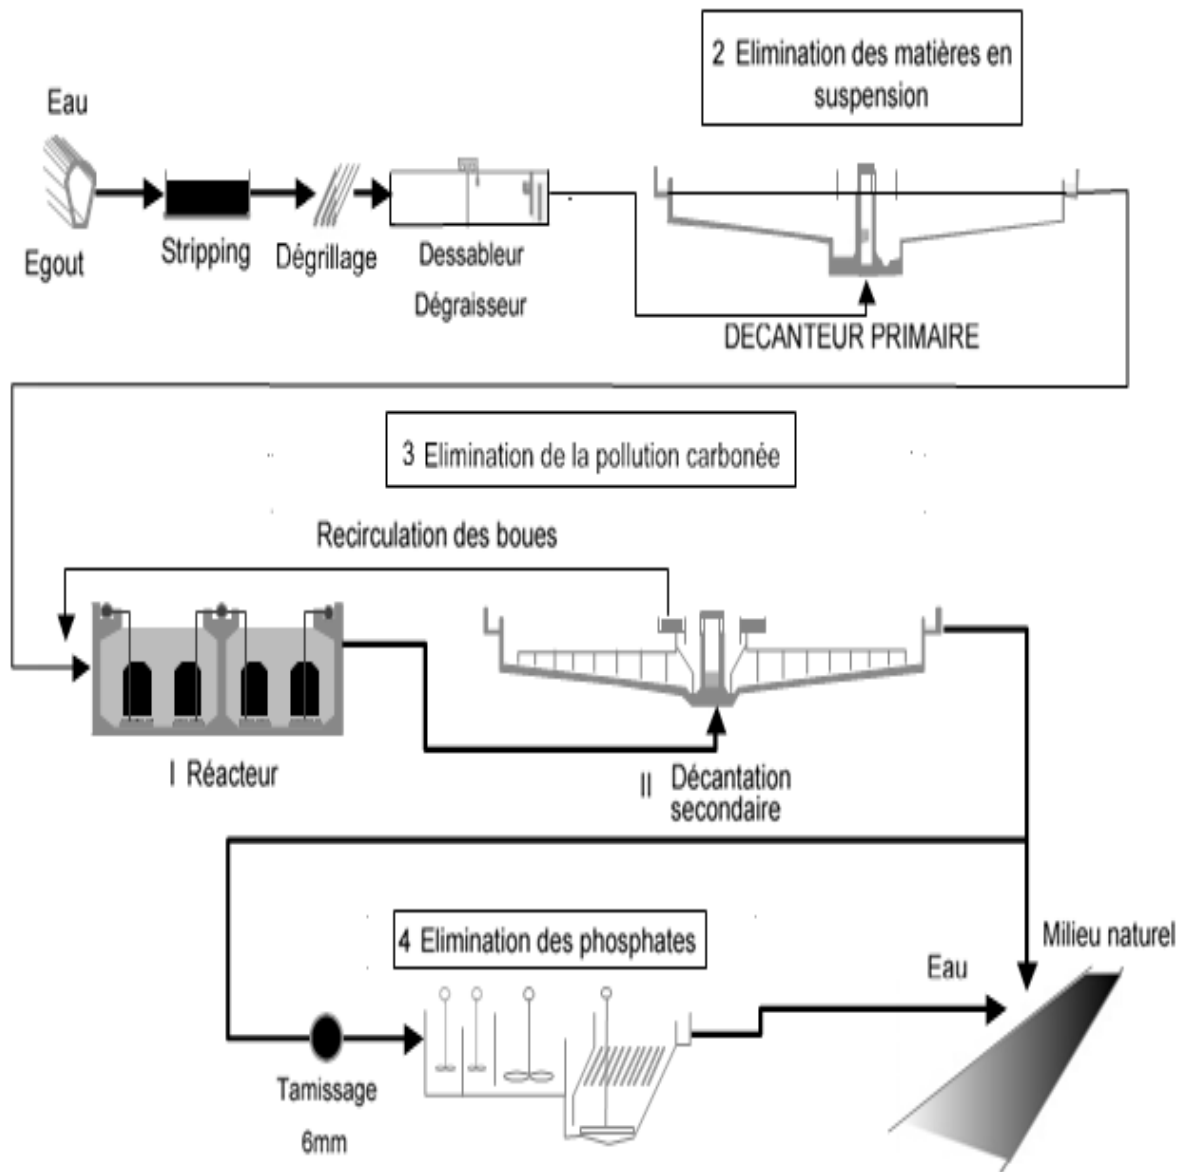 2 Elimination des matières en
suspension
Eau
Egout
Stripping
Dégrillage
Dessableur
Dégraisseur
DECANTEUR PRIMAIRE
3 Elimination de la pollution carbonée
Recirculation des boues
I Réacteur
II Décantation
secondaire
4 Elimination des phosphates
Milieu naturel
Eau
Tamissage
6mm